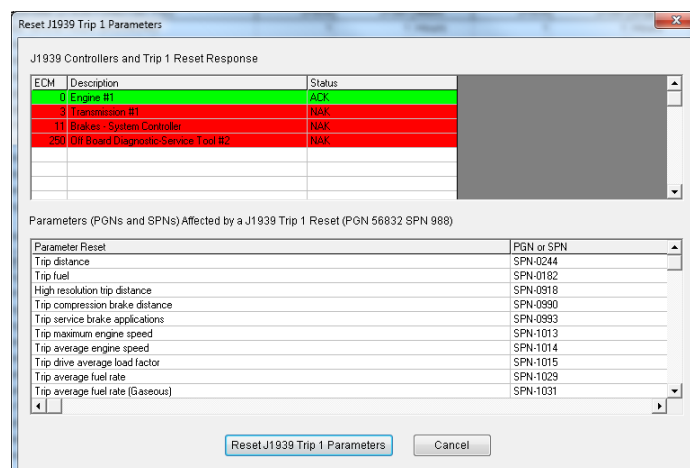 Reset J1939 Trip 1 Parameters
J1939 Controllers and Trip 1 Reset Response
ECM Description Status
0 Engine #1 ACK
3 Transmission #1 NAK
11 Brakes - System Controller NAK
250 Off Board Diagnostic-Service Tool #2 NAK
Parameters (PGNs and SPNs) Affected by a J1939 Trip 1 Reset (PGN 56832 SPN 988)
Parameter Reset PGN or SPN
Trip distance SPN-0244
Trip fuel SPN-0182
High resolution trip distance SPN-0918
Trip compression brake distance SPN-0990
Trip service brake applications SPN-0993
Trip maximum engine speed SPN-1013
Trip average engine speed SPN-1014
Trip drive average load factor SPN-1015
Trip average fuel rate SPN-1029
Trip average fuel rate (Gaseous) SPN-1031
Reset J1939 Trip 1 Parameters Cancel